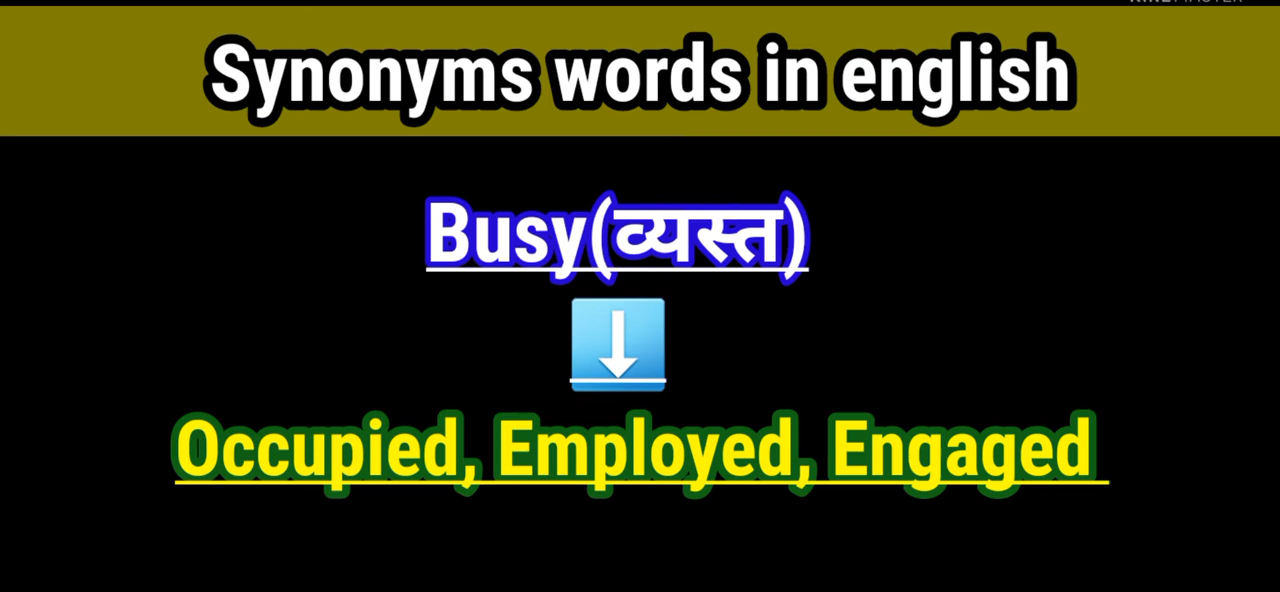 Synonyms words in english
Busy(व्यस्त)
Occupied, Employed, Engaged